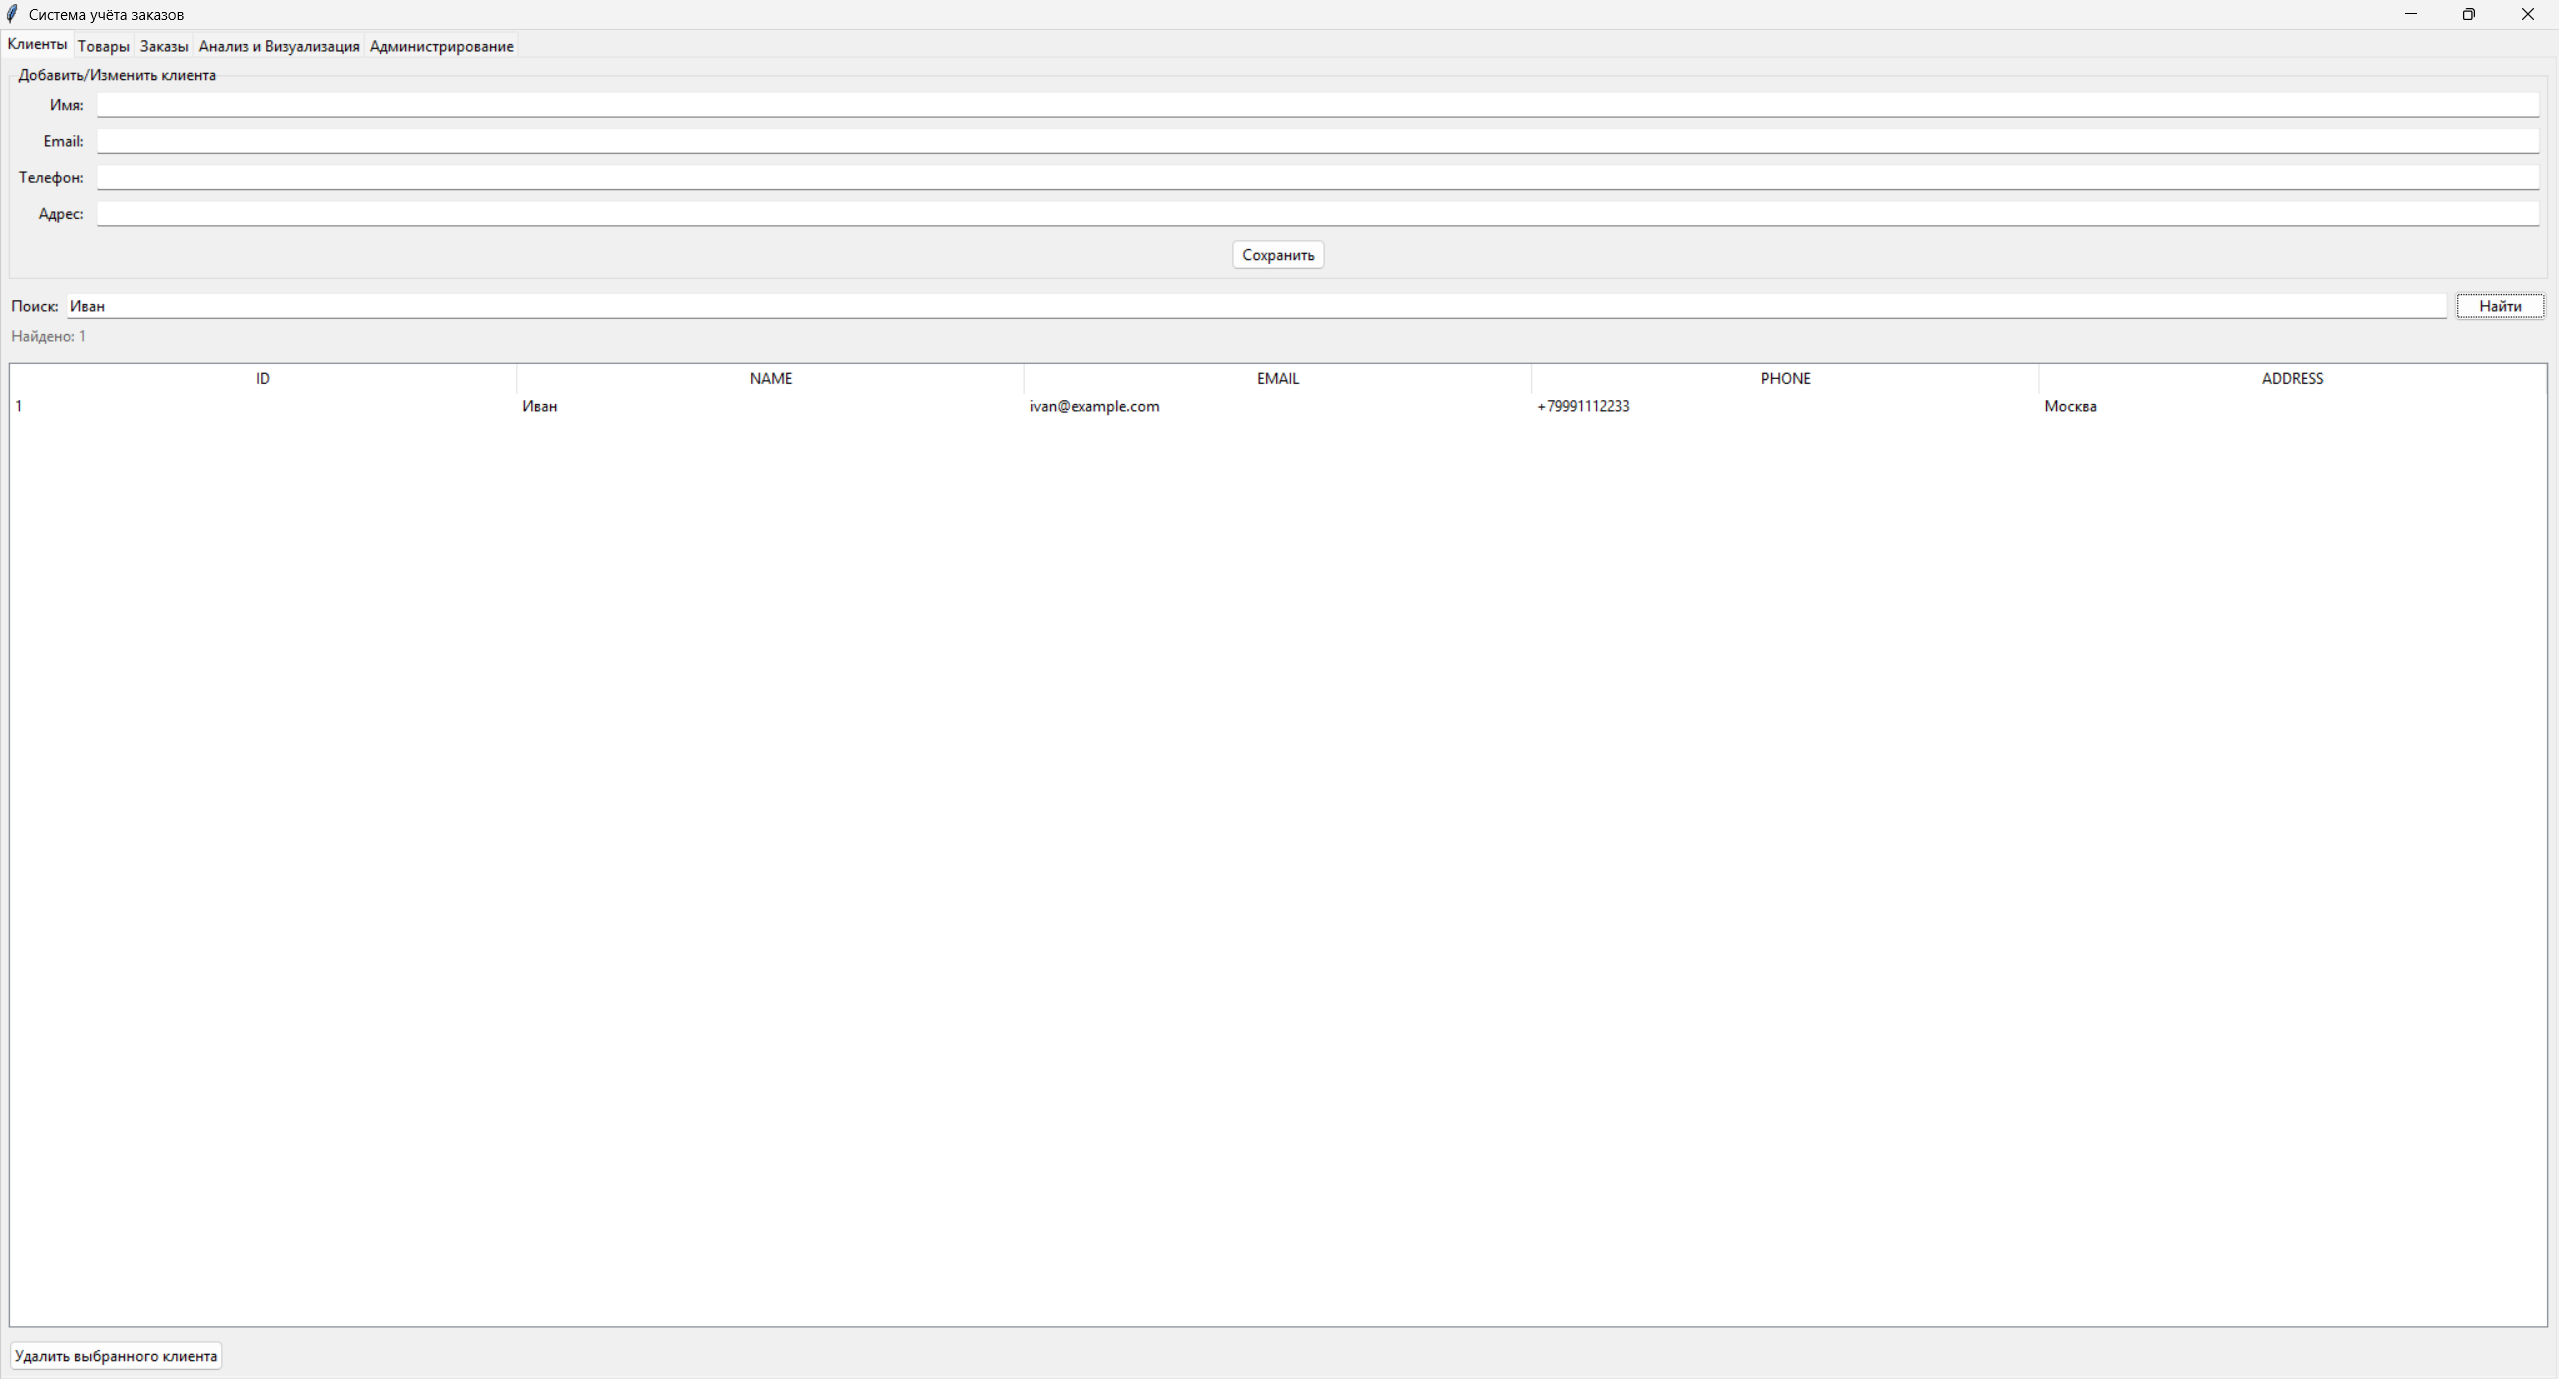 Система учёта заказов
Клиенты Товары Заказы Анализ и Визуализация Администрирование
Добавить/Изменить клиента
Имя:
Email:
Телефон:
Адрес:
Сохранить
Поиск: Иван Найти
Найдено: 1
ID NAME EMAIL PHONE ADDRESS
1 Иван ivan@example.com +79991112233 Москва
Удалить выбранного клиента